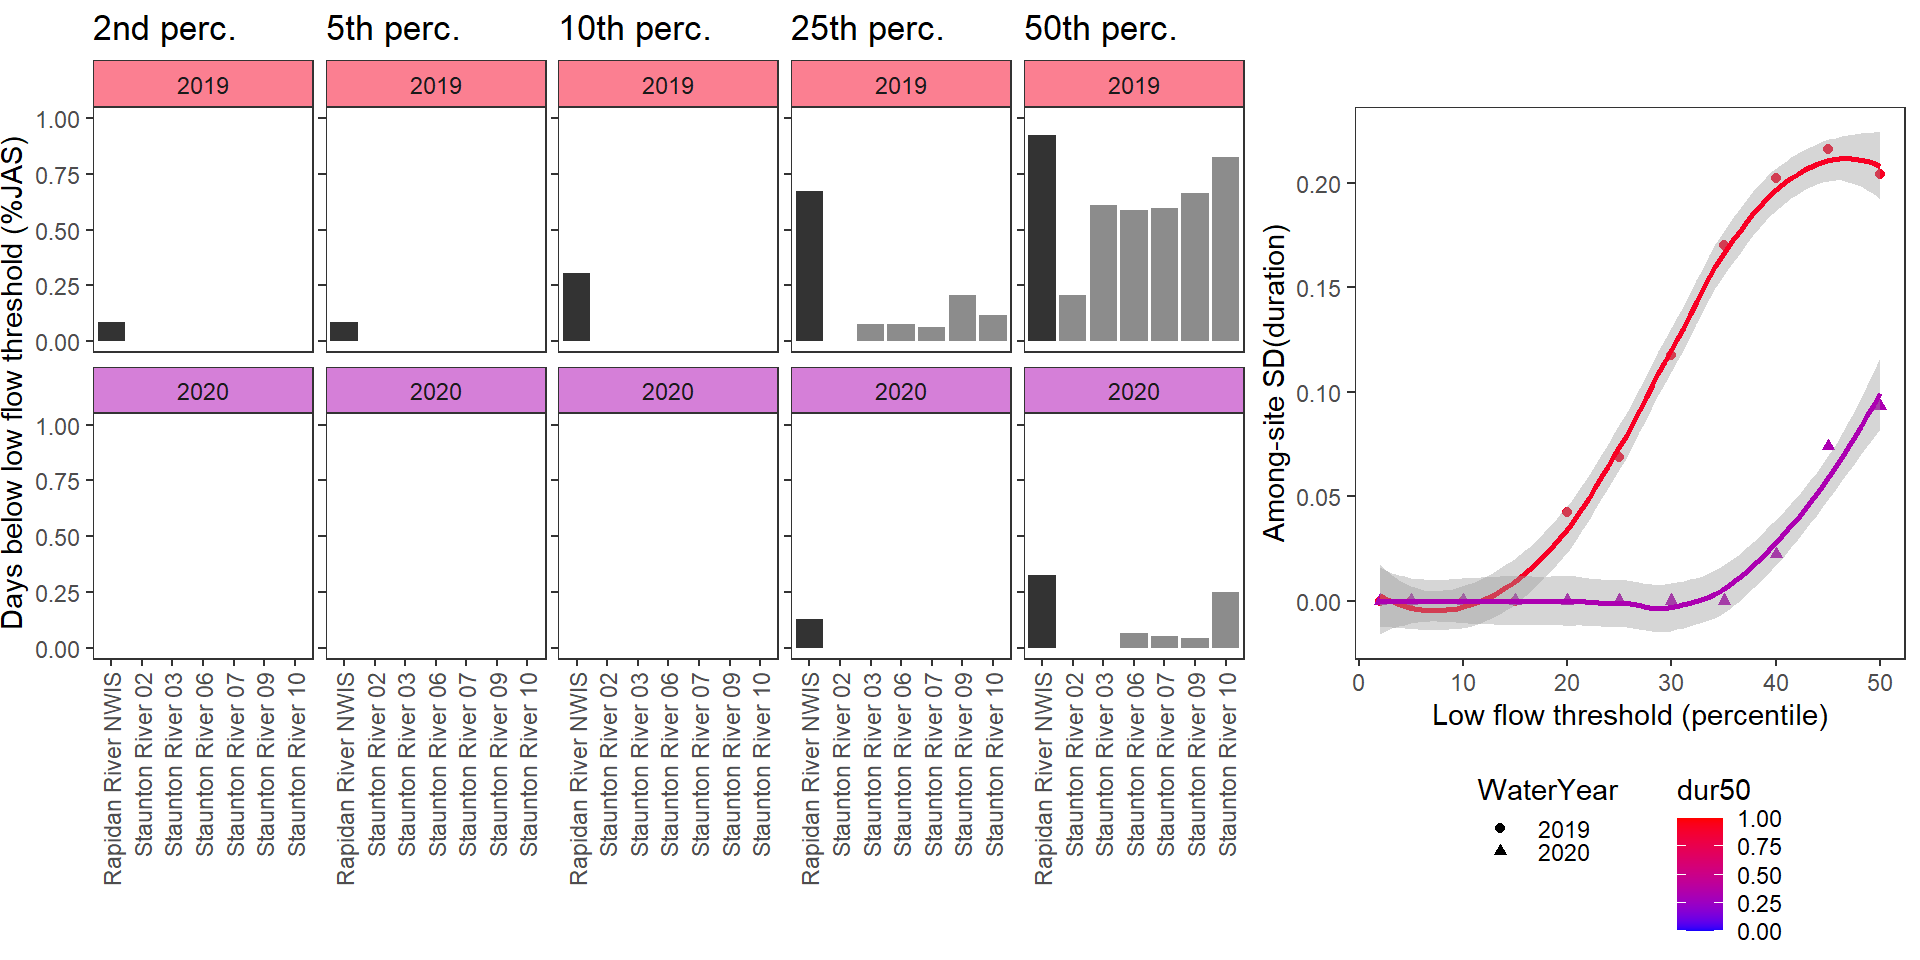 2nd perc.
5th perc.
10th perc.
25th perc.
50th perc.
2019
2019
2019
2019
2019
Days below low flow threshold (%JAS)
1.00
0.75
0.50
0.25
0.00
2020
2020
2020
2020
2020
1.00
0.75
0.50
0.25
0.00
Rapidan River NWIS
Staunton River 02
Staunton River 03
Staunton River 06
Staunton River 07
Staunton River 09
Staunton River 10
Rapidan River NWIS
Staunton River 02
Staunton River 03
Staunton River 06
Staunton River 07
Staunton River 09
Staunton River 10
Rapidan River NWIS
Staunton River 02
Staunton River 03
Staunton River 06
Staunton River 07
Staunton River 09
Staunton River 10
Rapidan River NWIS
Staunton River 02
Staunton River 03
Staunton River 06
Staunton River 07
Staunton River 09
Staunton River 10
Rapidan River NWIS
Staunton River 02
Staunton River 03
Staunton River 06
Staunton River 07
Staunton River 09
Staunton River 10
Among-site SD(duration)
0.20
0.15
0.10
0.05
0.00
0 10 20 30 40 50
Low flow threshold (percentile)
WaterYear
2019
2020
dur50
1.00
0.75
0.50
0.25
0.00